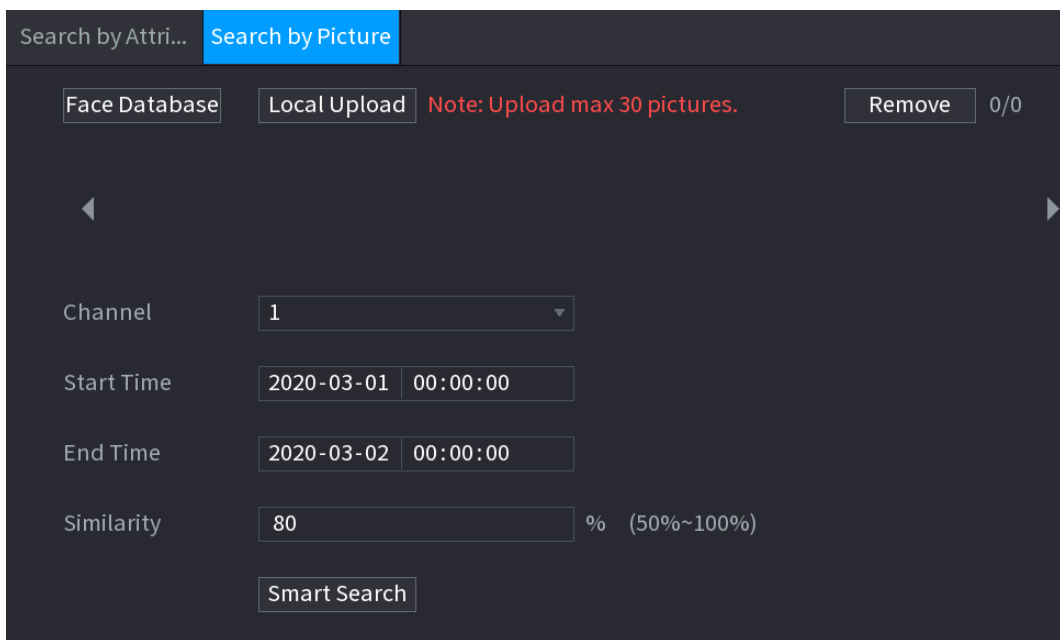 Search by Attri... Search by Picture
Face Database Local Upload Note: Upload max 30 pictures. Remove 0/0
Channel 1
Start Time 2020-03-01 00:00:00
End Time 2020-03-02 00:00:00
Similarity 80 % (50%~100%)
Smart Search